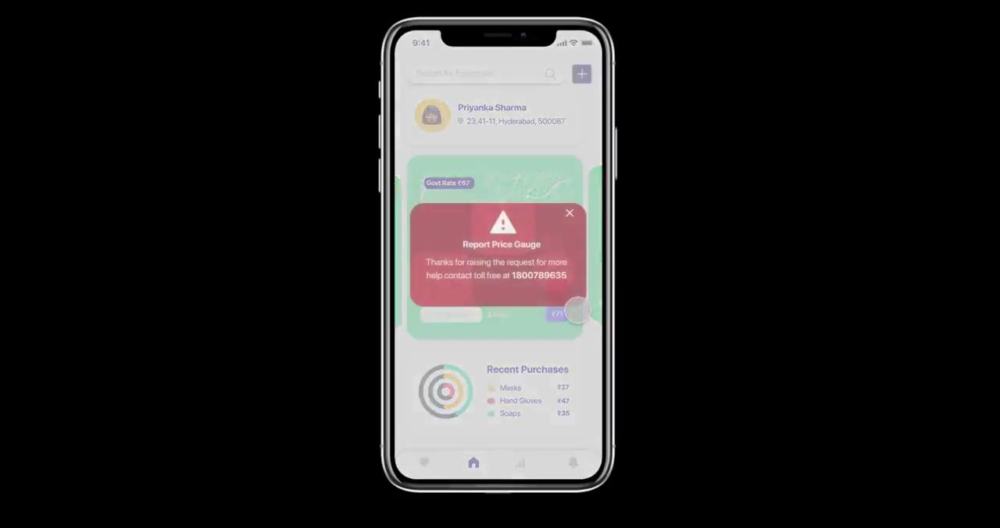 9:41
Search by Essentials
Priyanka Sharma
23,41-11, Hyderabad, 500087
Govt Rate ₹67
Report Price Gauge
Thanks for raising the request for more
help contact toll free at 1800789635
₹71
Recent Purchases
Masks ₹27
Hand Gloves ₹47
Soaps ₹35